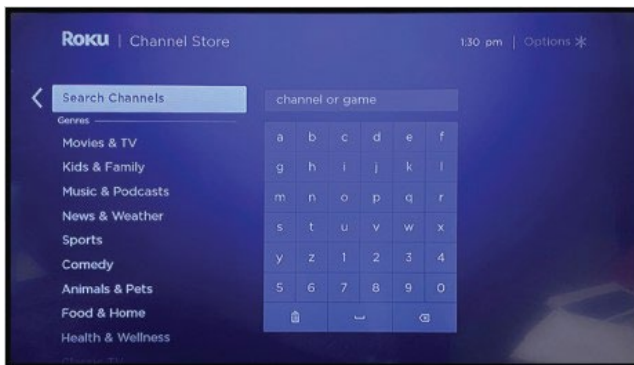 Roku | Channel Store
1:30 pm | Options *
Search Channels
channel or game
Genres
Movies & TV
Kids & Family
Music & Podcasts
News & Weather
Sports
Comedy
Animals & Pets
Food & Home
Health & Wellness
Classic TV
a b c d e f
g h i j k l
m n o p q r
s t u v w x
y z 1 2 3 4
5 6 7 8 9 0